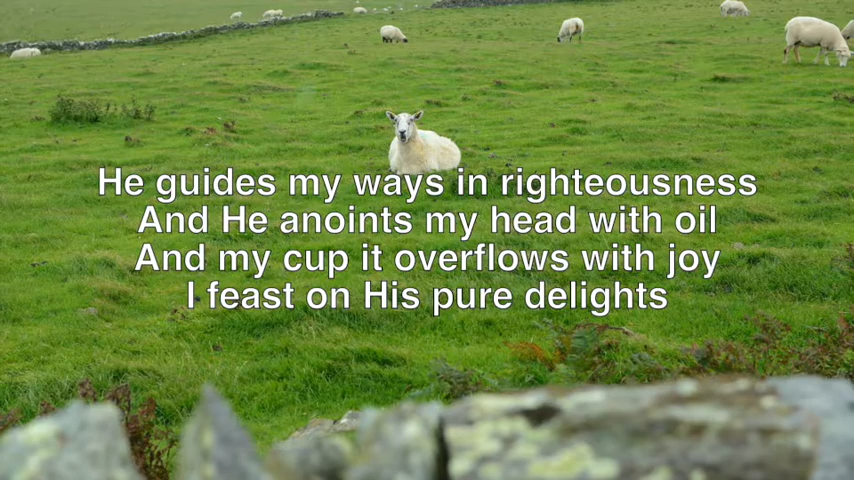 He guides my ways in righteousness
And He anoints my head with oil
And my cup it overflows with joy
I feast on His pure delights